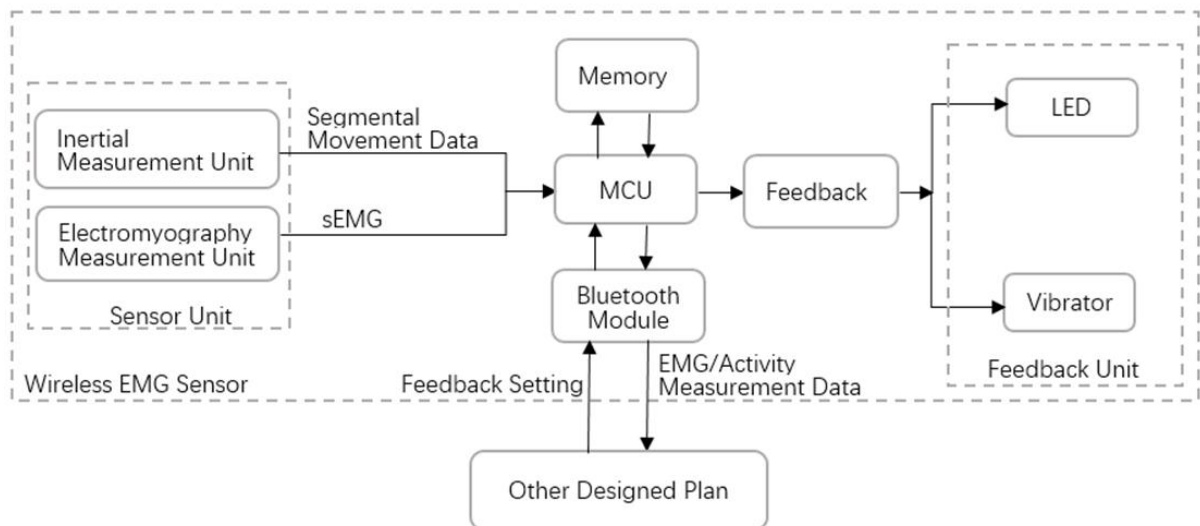 Memory
LED
Inertial
Measurement Unit
Segmental
Movement Data
MCU
Feedback
sEMG
Electromyography
Measurement Unit
Bluetooth
Module
Vibrator
Sensor Unit
Feedback Unit
Wireless EMG Sensor
Feedback Setting
EMG/Activity
Measurement Data
Other Designed Plan